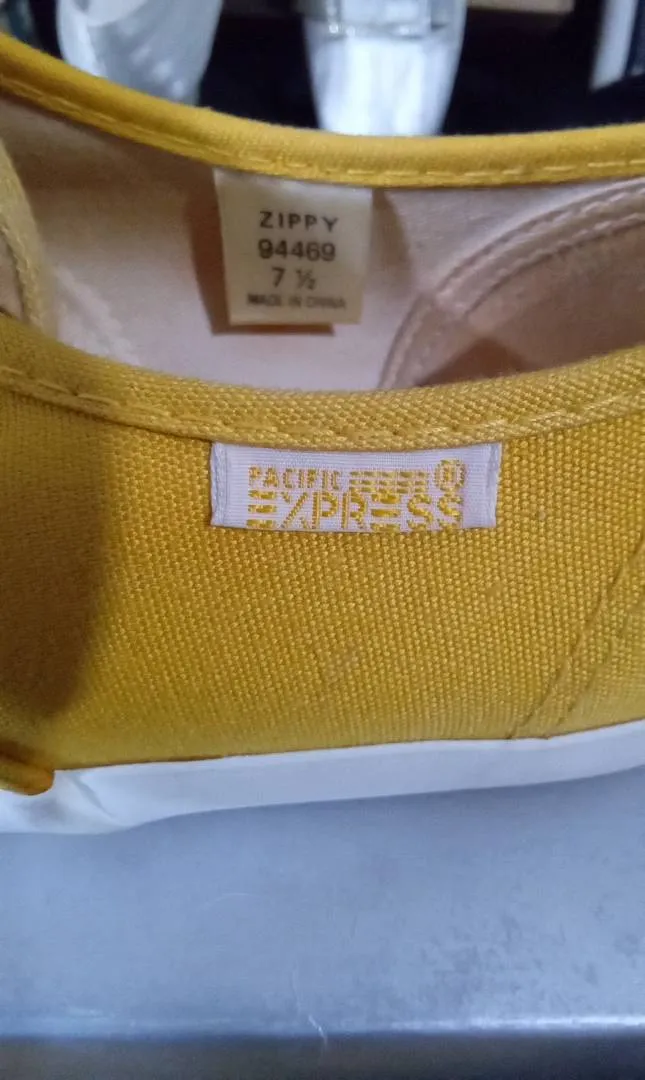 ZIPPY
94469
7 ½
MADE IN CHINA
PACIFIC
EXPRESS
®